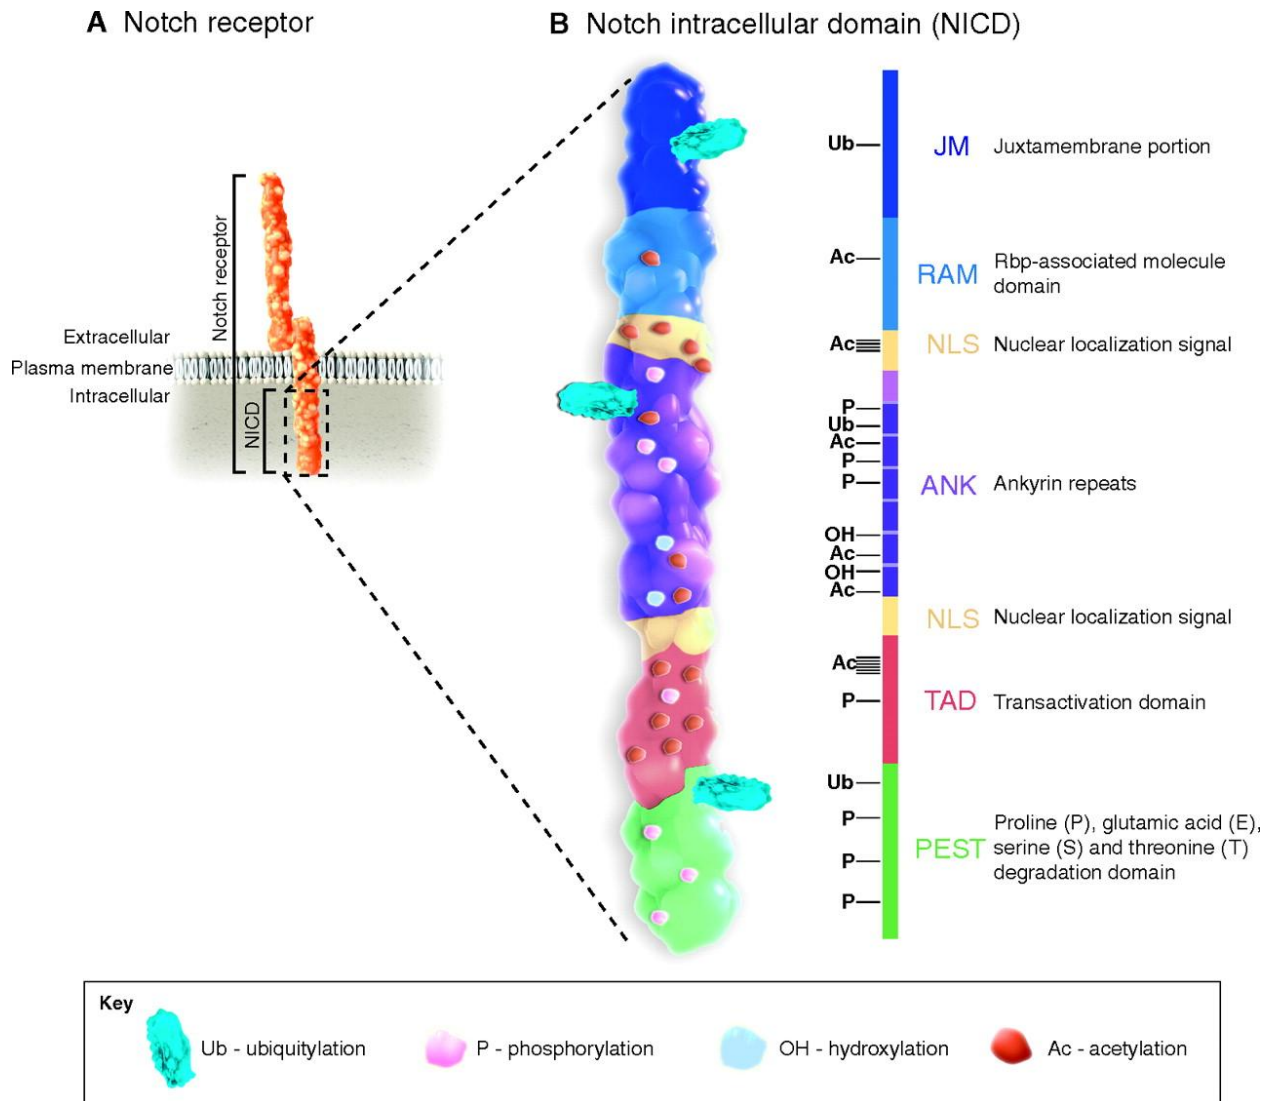 A Notch receptor
B Notch intracellular domain (NICD)
Notch receptor
NICD
Extracellular
Plasma membrane
Intracellular
Ub
JM Juxtamembrane portion
Ac
RAM Rbp-associated molecule
domain
Ac
NLS Nuclear localization signal
P
Ub
Ac
P
P
ANK Ankyrin repeats
OH
Ac
OH
Ac
NLS Nuclear localization signal
Ac
P
TAD Transactivation domain
Ub
P
P
P
PEST Proline (P), glutamic acid (E),
serine (S) and threonine (T)
degradation domain
Key
Ub - ubiquitylation
P - phosphorylation
OH - hydroxylation
Ac - acetylation